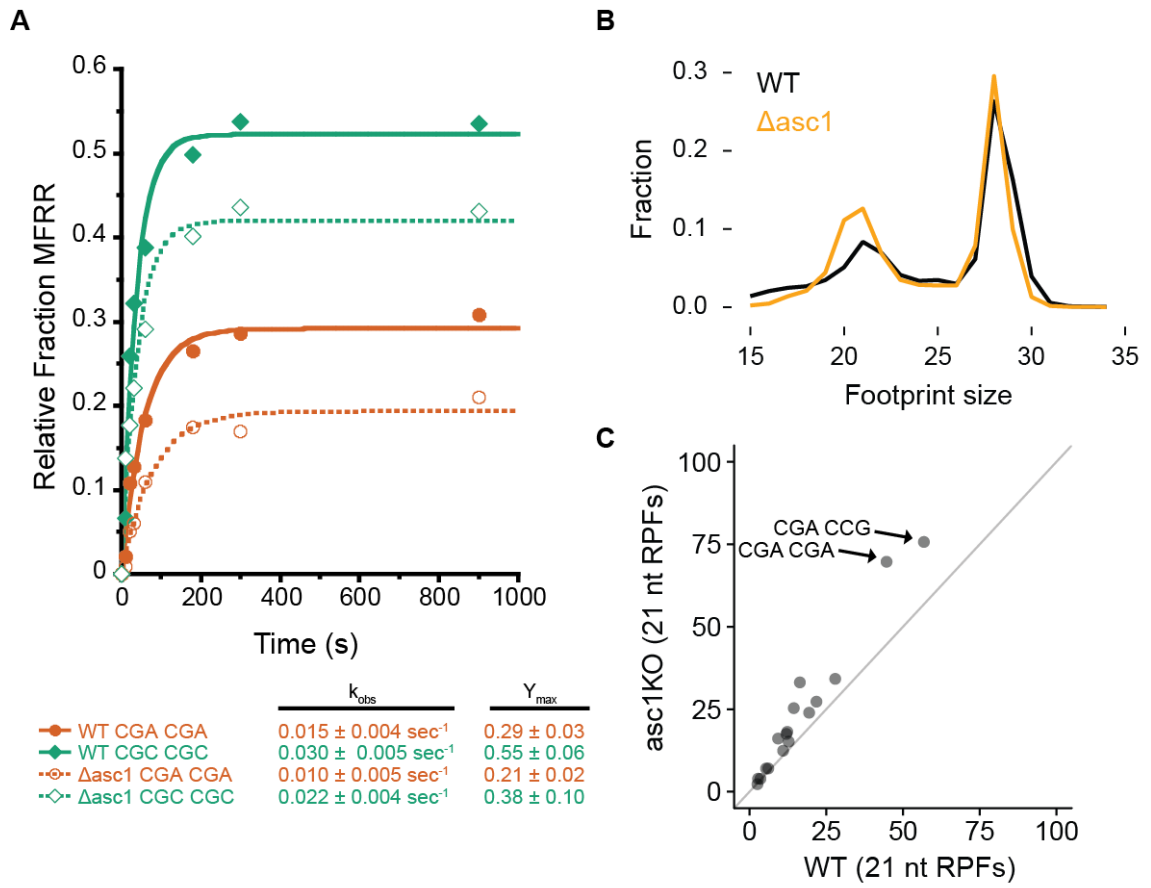 A
0.6
0.5
0.4
0.3
0.2
0.1
0
Relative Fraction MFRR
0 200 400 600 800 1000
Time (s)
k_obs Y_max
WT CGA CGA 0.015 ± 0.004 sec⁻¹ 0.29 ± 0.03
WT CGC CGC 0.030 ± 0.005 sec⁻¹ 0.55 ± 0.06
Δasc1 CGA CGA 0.010 ± 0.005 sec⁻¹ 0.21 ± 0.02
Δasc1 CGC CGC 0.022 ± 0.004 sec⁻¹ 0.38 ± 0.10
B
0.3
0.2
0.1
0.0
Fraction
WT
Δasc1
15 20 25 30 35
Footprint size
C
100
75
50
25
0
asc1KO (21 nt RPFs)
CGA CCG
CGA CGA
0 25 50 75 100
WT (21 nt RPFs)